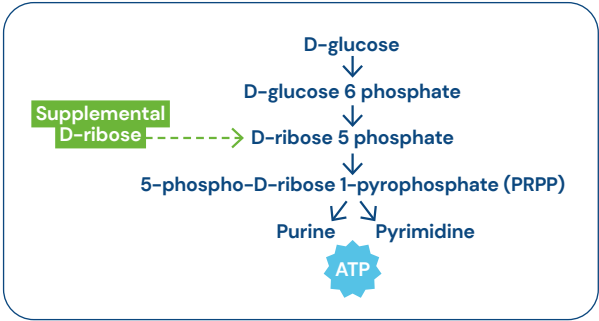 D-glucose
D-glucose 6 phosphate
Supplemental
D-ribose
D-ribose 5 phosphate
5-phospho-D-ribose 1-pyrophosphate (PRPP)
Purine
Pyrimidine
ATP